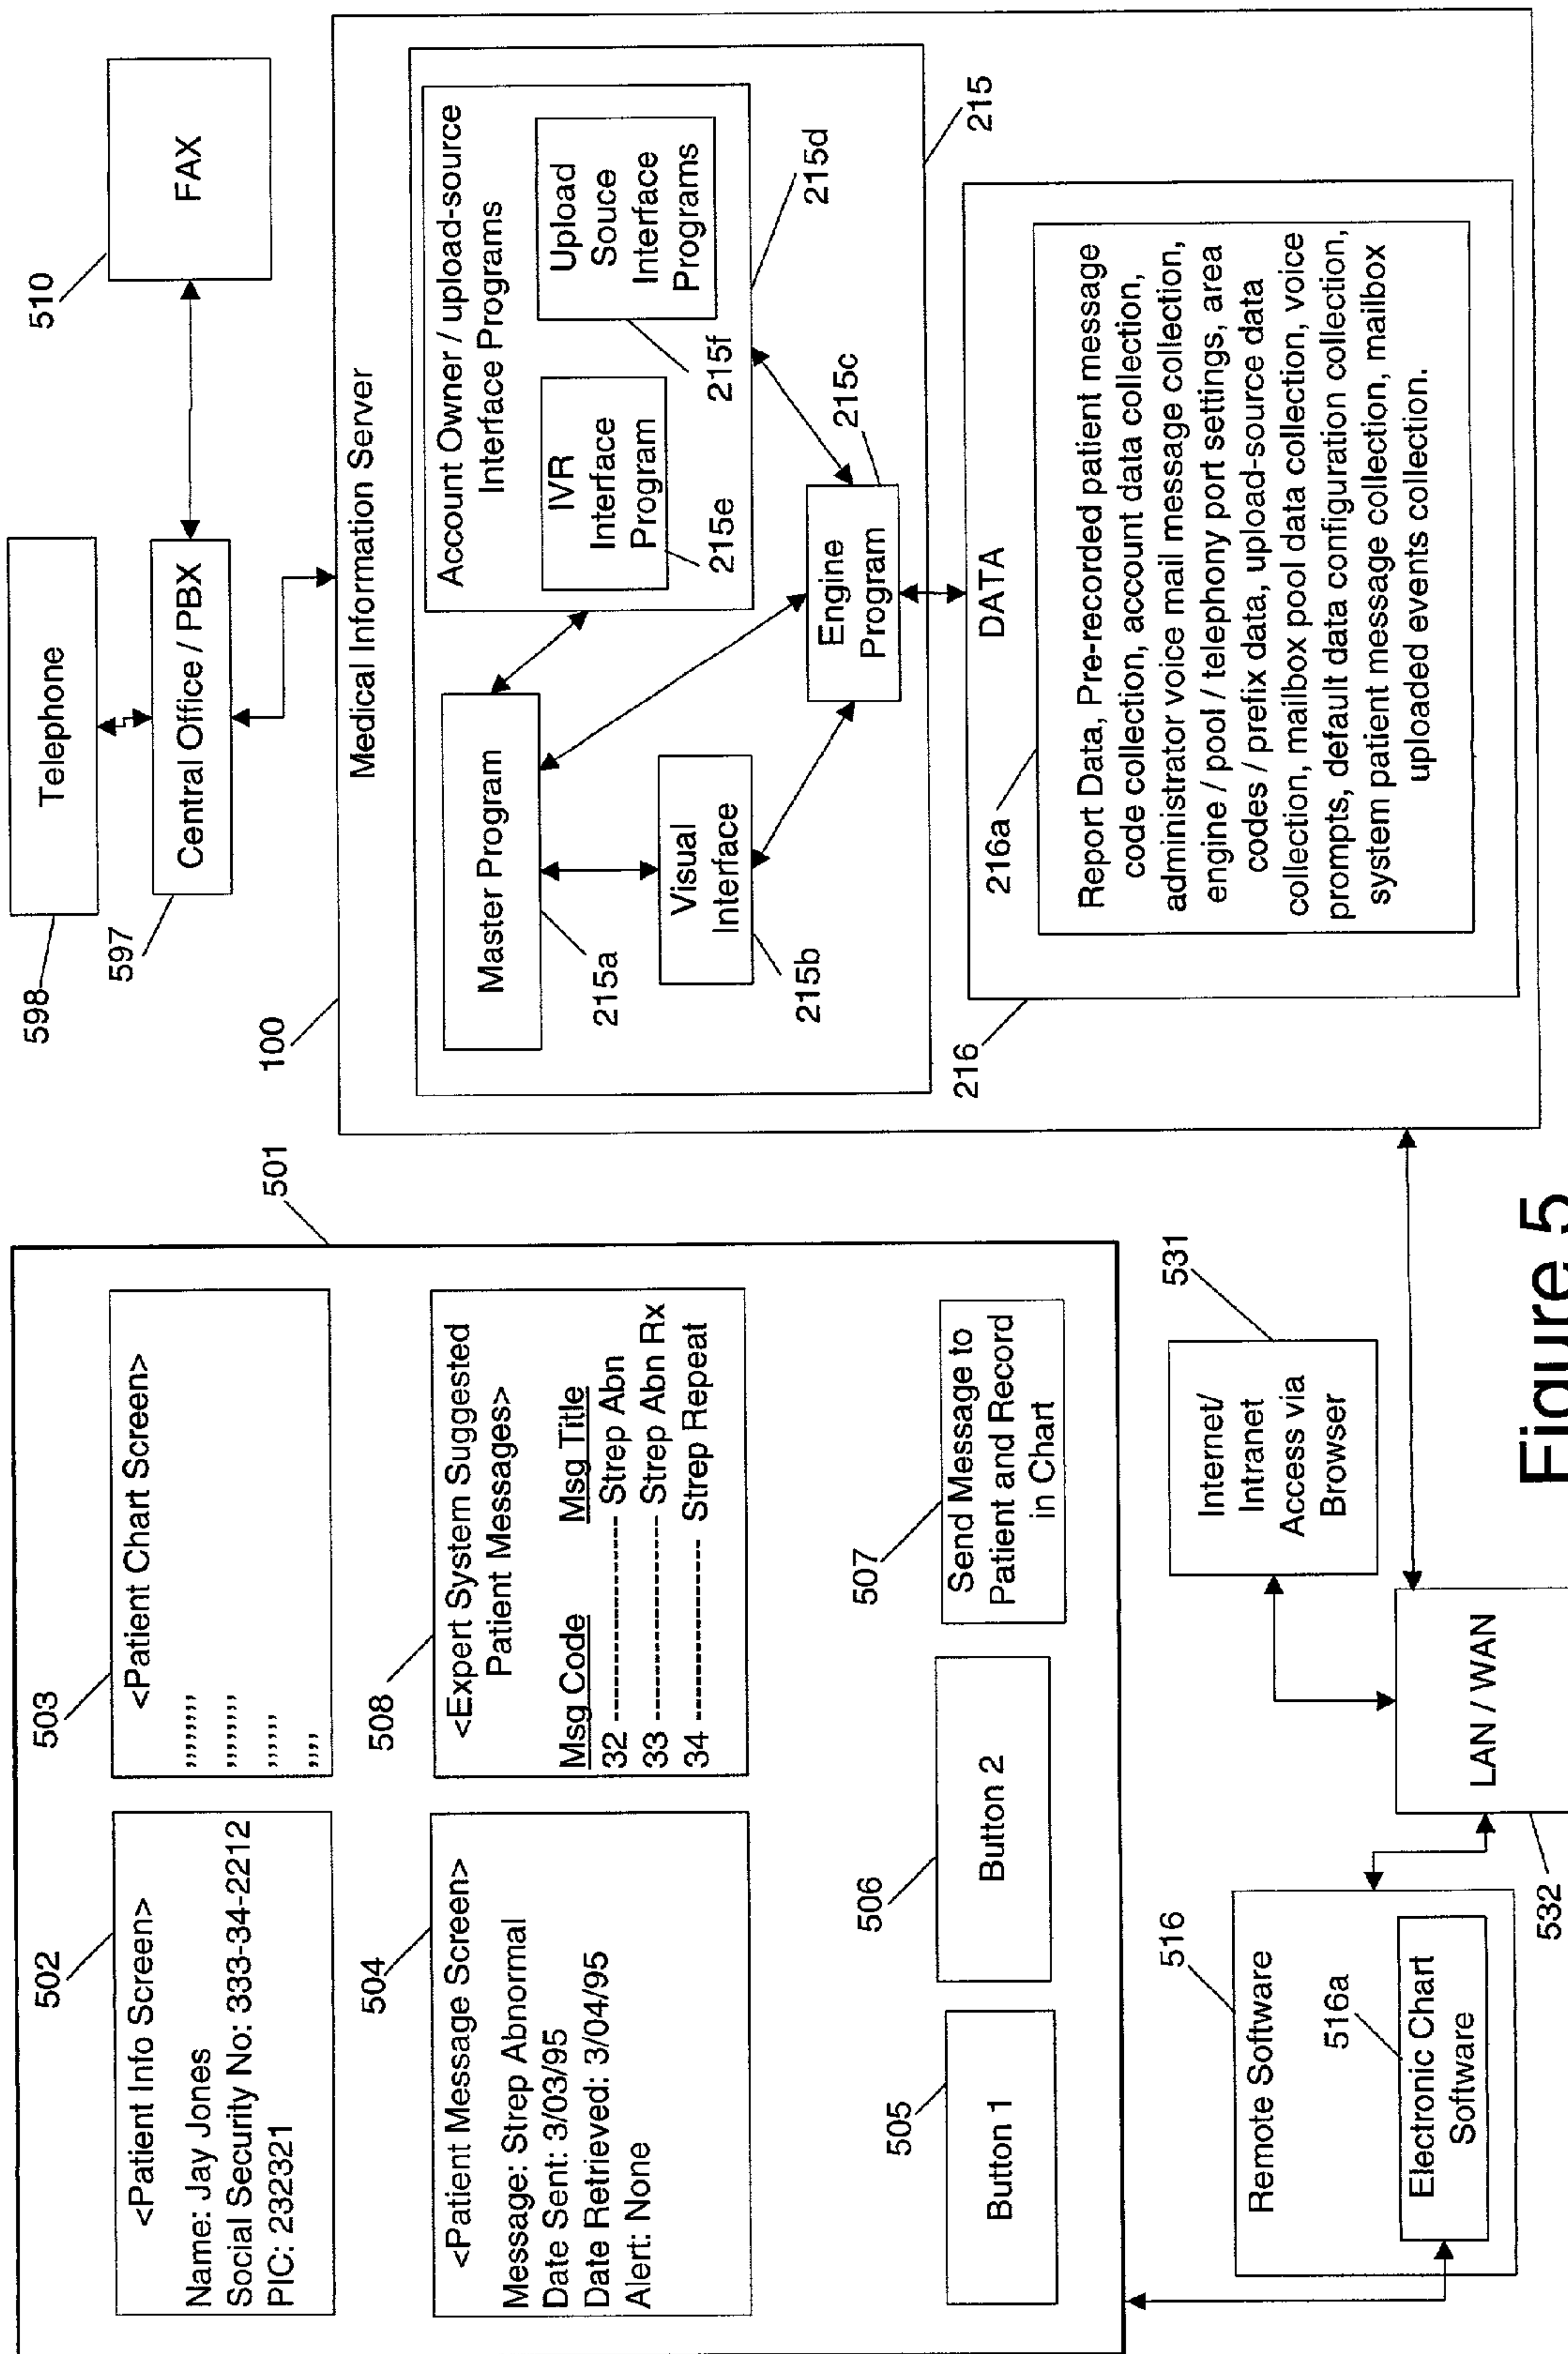 501
502
<Patient Info Screen>
Name: Jay Jones
Social Security No: 333-34-2212
PIC: 232321
503
<Patient Chart Screen>
,,,,,,,,,
,,,,,,,,,
,,,,,,
,,,,
504
<Patient Message Screen>
Message: Strep Abnormal
Date Sent: 3/03/95
Date Retrieved: 3/04/95
Alert: None
508
<Expert System Suggested
Patient Messages>
Msg Code Msg Title
32 --------------- Strep Abn
33 --------------- Strep Abn Rx
34 --------------- Strep Repeat
505
Button 1
506
Button 2
507
Send Message to
Patient and Record
in Chart
516
Remote Software
516a
Electronic Chart
Software
531
Internet/
Intranet
Access via
Browser
LAN / WAN
532
598
Telephone
597
Central Office / PBX
510
FAX
100
Medical Information Server
Master Program
215a
Visual
Interface
215b
Account Owner / upload-source
Interface Programs
IVR
Interface
Program
215e
Upload
Souce
Interface
Programs
215f
215d
Engine
Program
215c
215
216
DATA
216a
Report Data, Pre-recorded patient message
code collection, account data collection,
administrator voice mail message collection,
engine / pool / telephony port settings, area
codes / prefix data, upload-source data
collection, mailbox pool data collection, voice
prompts, default data configuration collection,
system patient message collection, mailbox
uploaded events collection.
Figure 5